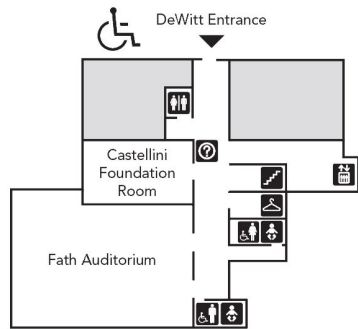 DeWitt Entrance
?
Castellini
Foundation
Room
Fath Auditorium